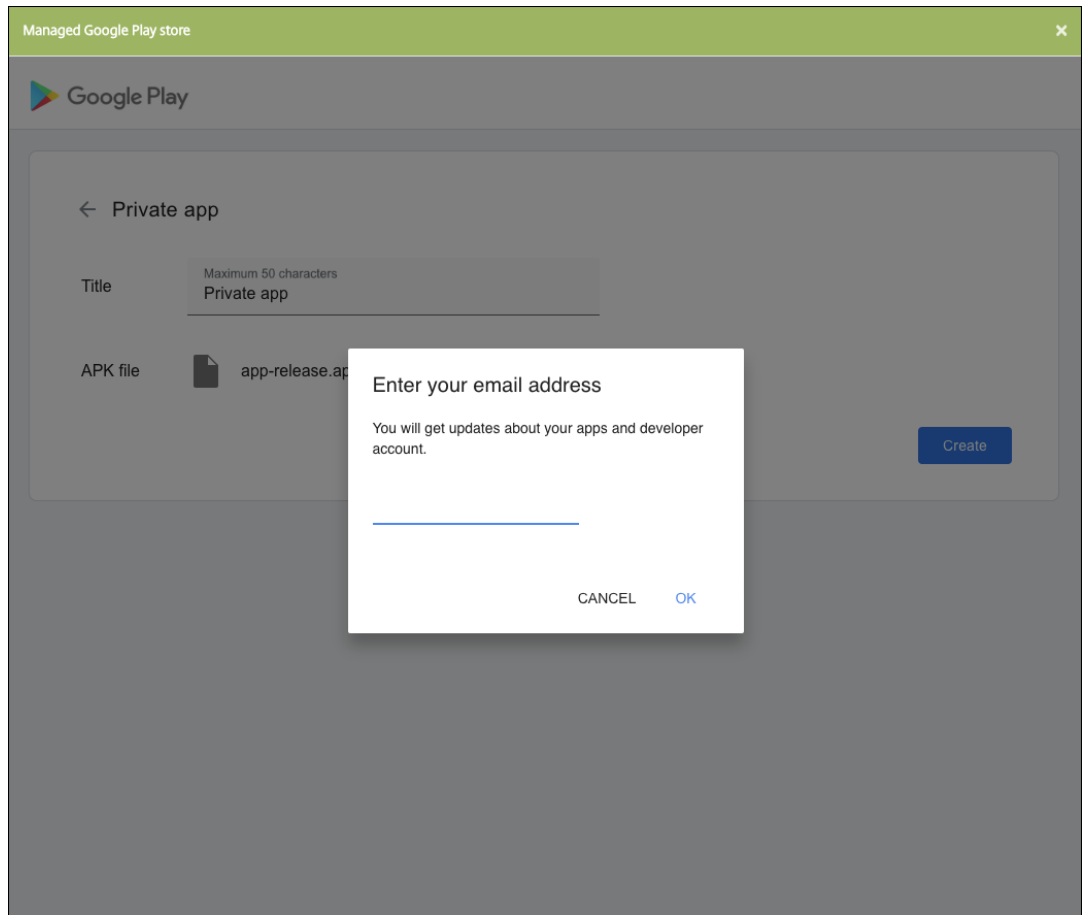 Managed Google Play store
×
Google Play
← Private app
Title
Maximum 50 characters
Private app
APK file
app-release.ap
Enter your email address
You will get updates about your apps and developer
account.
Create
CANCEL
OK